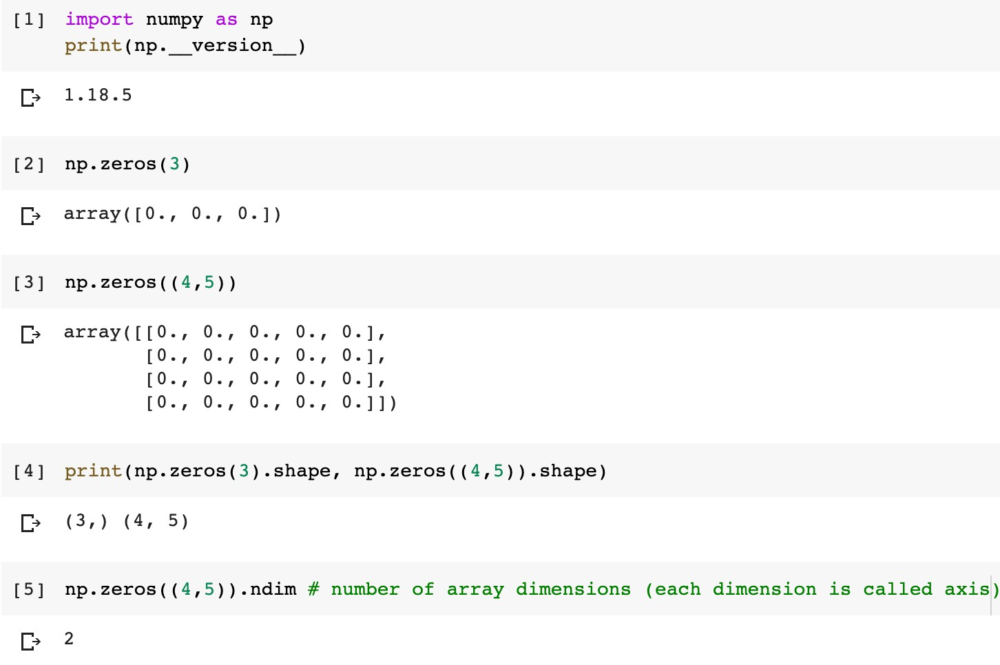 [1] import numpy as np
print(np.__version__)
1.18.5
[2] np.zeros(3)
array([0., 0., 0.])
[3] np.zeros((4,5))
array([[0., 0., 0., 0., 0.],
       [0., 0., 0., 0., 0.],
       [0., 0., 0., 0., 0.],
       [0., 0., 0., 0., 0.]])
[4] print(np.zeros(3).shape, np.zeros((4,5)).shape)
(3,) (4, 5)
[5] np.zeros((4,5)).ndim # number of array dimensions (each dimension is called axis)
2